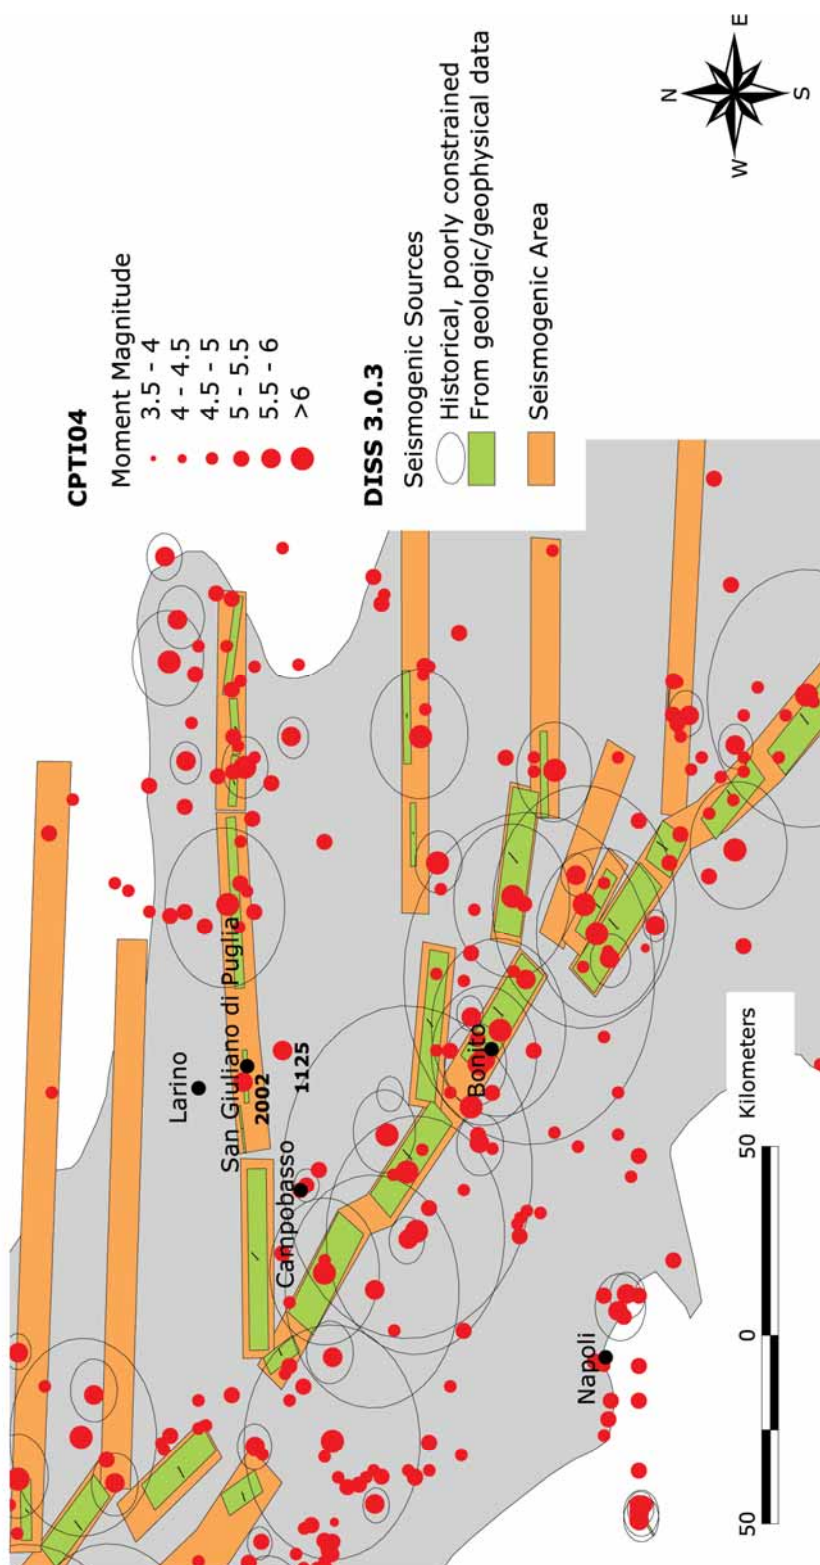 CPTI04
Moment Magnitude
3.5 - 4
4 - 4.5
4.5 - 5
5 - 5.5
5.5 - 6
>6
DISS 3.0.3
Seismogenic Sources
Historical, poorly constrained
From geologic/geophysical data
Seismogenic Area
N
E
S
W
Larino
San Giuliano di Puglia
2002
1125
Campobasso
Bonito
Napoli
50
0
50
Kilometers